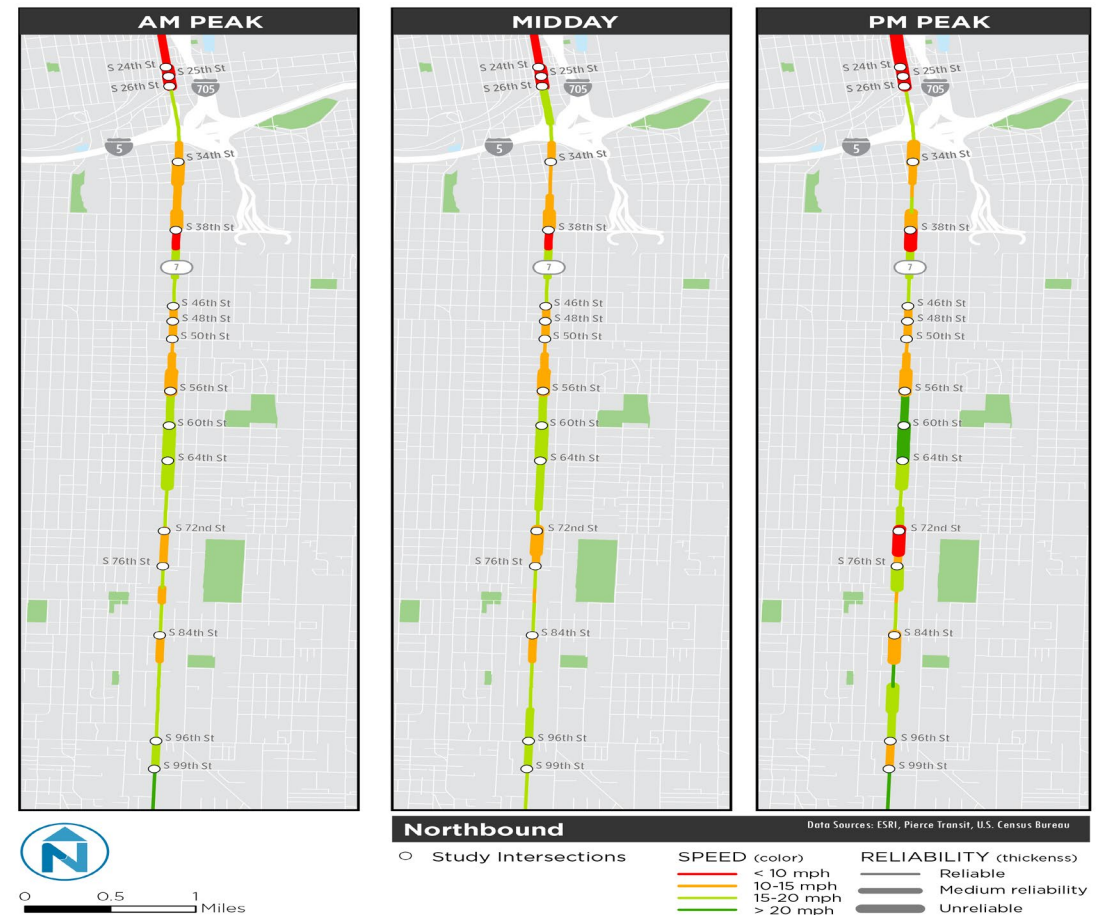 AM PEAK
S 24th St
S 25th St
S 26th St
705
5
S 34th St
S 38th St
7
S 46th St
S 48th St
S 50th St
S 56th St
S 60th St
S 64th St
S 72nd St
S 76th St
S 84th St
S 96th St
S 99th St
MIDDAY
S 24th St
S 25th St
S 26th St
705
5
S 34th St
S 38th St
7
S 46th St
S 48th St
S 50th St
S 56th St
S 60th St
S 64th St
S 72nd St
S 76th St
S 84th St
S 96th St
S 99th St
PM PEAK
S 24th St
S 25th St
S 26th St
705
5
S 34th St
S 38th St
7
S 46th St
S 48th St
S 50th St
S 56th St
S 60th St
S 64th St
S 72nd St
S 76th St
S 84th St
S 96th St
S 99th St
N
0 0.5 1
Miles
Northbound
Data Sources: ESRI, Pierce Transit, U.S. Census Bureau
Study Intersections
SPEED (color)
< 10 mph
10-15 mph
15-20 mph
> 20 mph
RELIABILITY (thickenss)
Reliable
Medium reliability
Unreliable